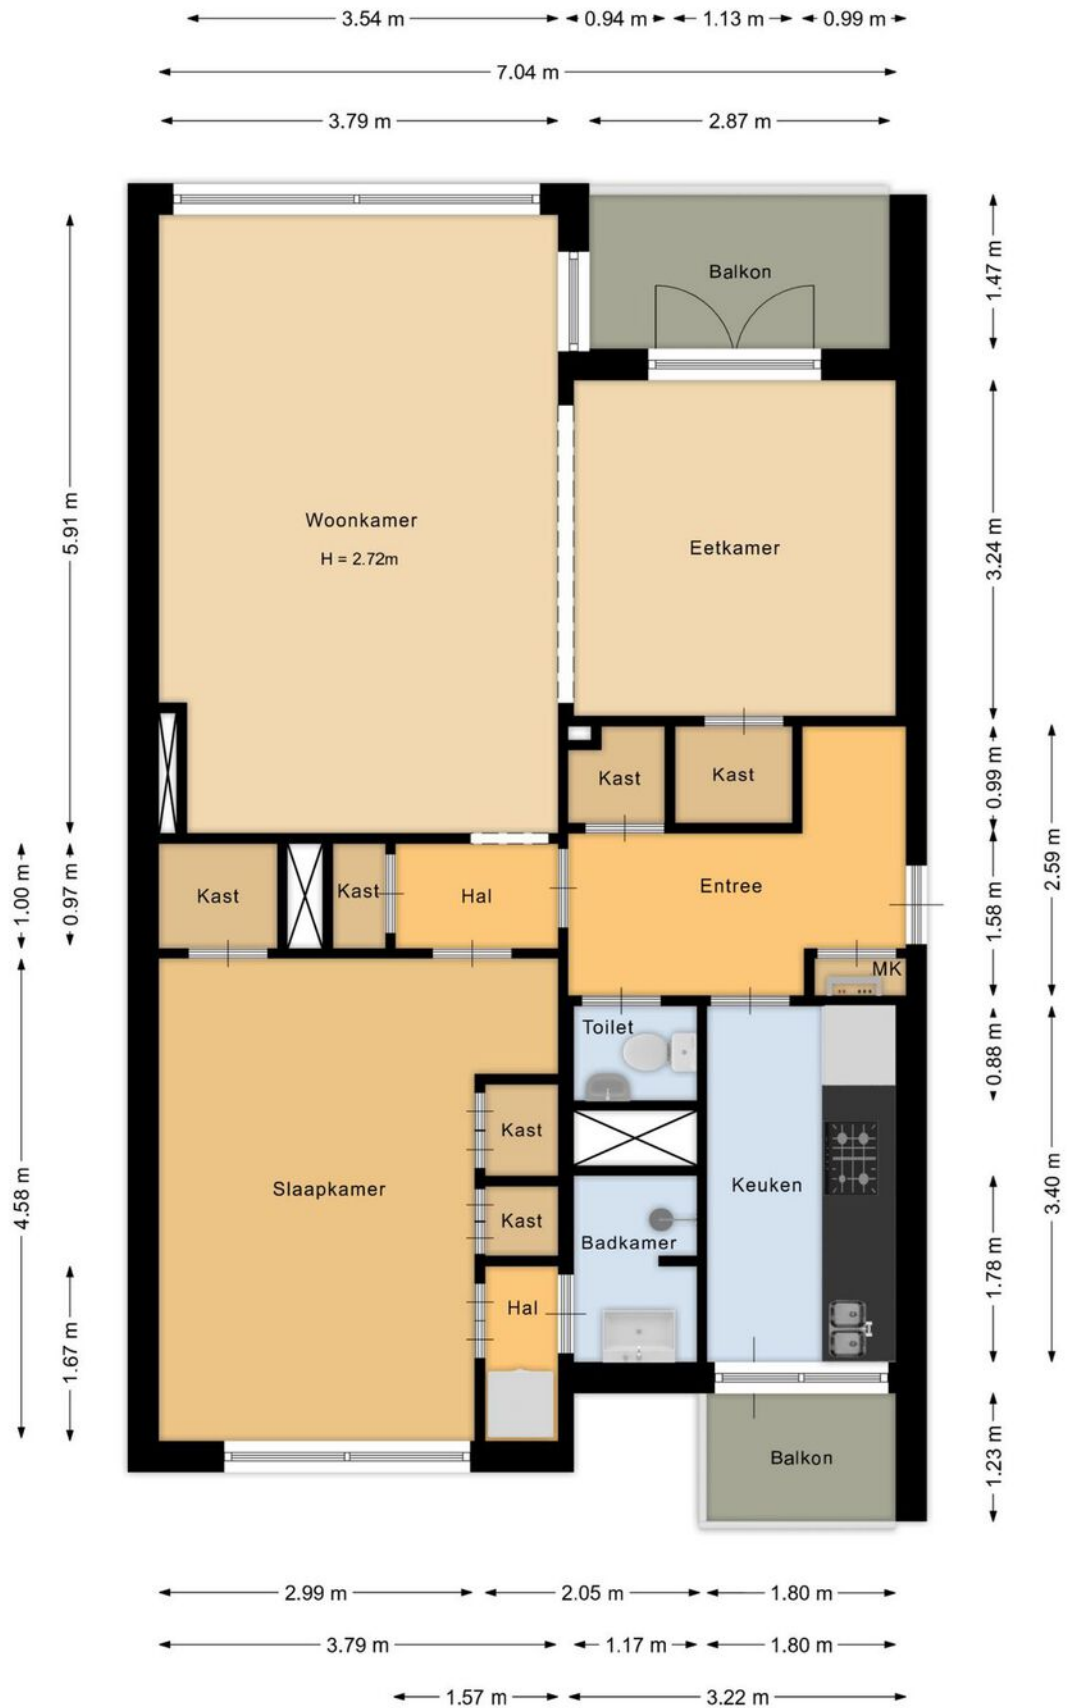 3.54 m
0.94 m
1.13 m
0.99 m
7.04 m
3.79 m
2.87 m
Balkon
1.47 m
5.91 m
Woonkamer
H = 2.72m
Eetkamer
3.24 m
Kast
Kast
0.99 m
2.59 m
1.00 m
0.97 m
Kast
Kast
Hal
Entree
1.58 m
MK
Toilet
0.88 m
Kast
4.58 m
Slaapkamer
Keuken
3.40 m
Kast
Badkamer
1.78 m
Hal
1.67 m
Balkon
1.23 m
2.99 m
2.05 m
1.80 m
3.79 m
1.17 m
1.80 m
1.57 m
3.22 m